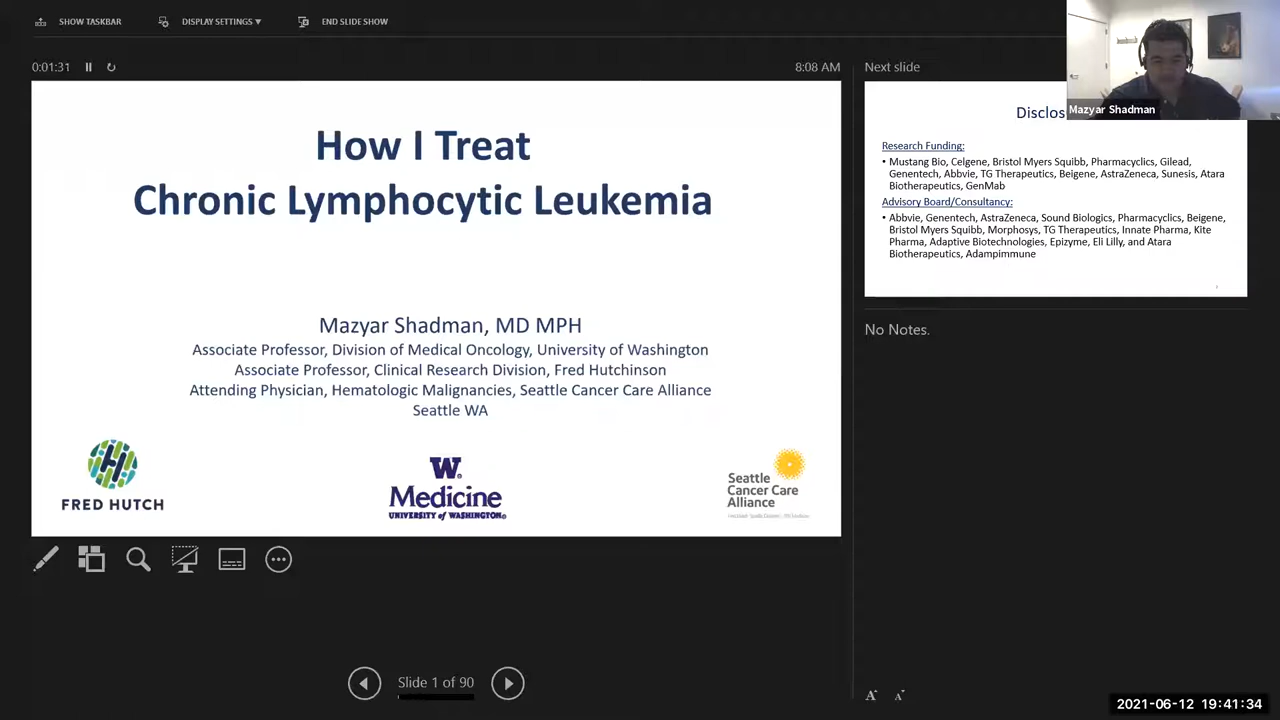 SHOW TASKBAR
DISPLAY SETTINGS ▼
END SLIDE SHOW
0:01:31
8:08 AM
How I Treat
Chronic Lymphocytic Leukemia
Mazyar Shadman, MD MPH
Associate Professor, Division of Medical Oncology, University of Washington
Associate Professor, Clinical Research Division, Fred Hutchinson
Attending Physician, Hematologic Malignancies, Seattle Cancer Care Alliance
Seattle WA
FRED HUTCH
W
Medicine
UNIVERSITY of WASHINGTON
Seattle
Cancer Care
Alliance
Slide 1 of 90
Next slide
Mazyar Shadman
Disclos
Research Funding:
• Mustang Bio, Celgene, Bristol Myers Squibb, Pharmacyclics, Gilead,
Genentech, Abbvie, TG Therapeutics, Beigene, AstraZeneca, Sunesis, Atara
Biotherapeutics, GenMab
Advisory Board/Consultancy:
• Abbvie, Genentech, AstraZeneca, Sound Biologics, Pharmacyclics, Beigene,
Bristol Myers Squibb, Morphosys, TG Therapeutics, Innate Pharma, Kite
Pharma, Adaptive Biotechnologies, Epizyme, Eli Lilly, and Atara
Biotherapeutics, Adampimmune
No Notes.
A A
2021-06-12 19:41:34